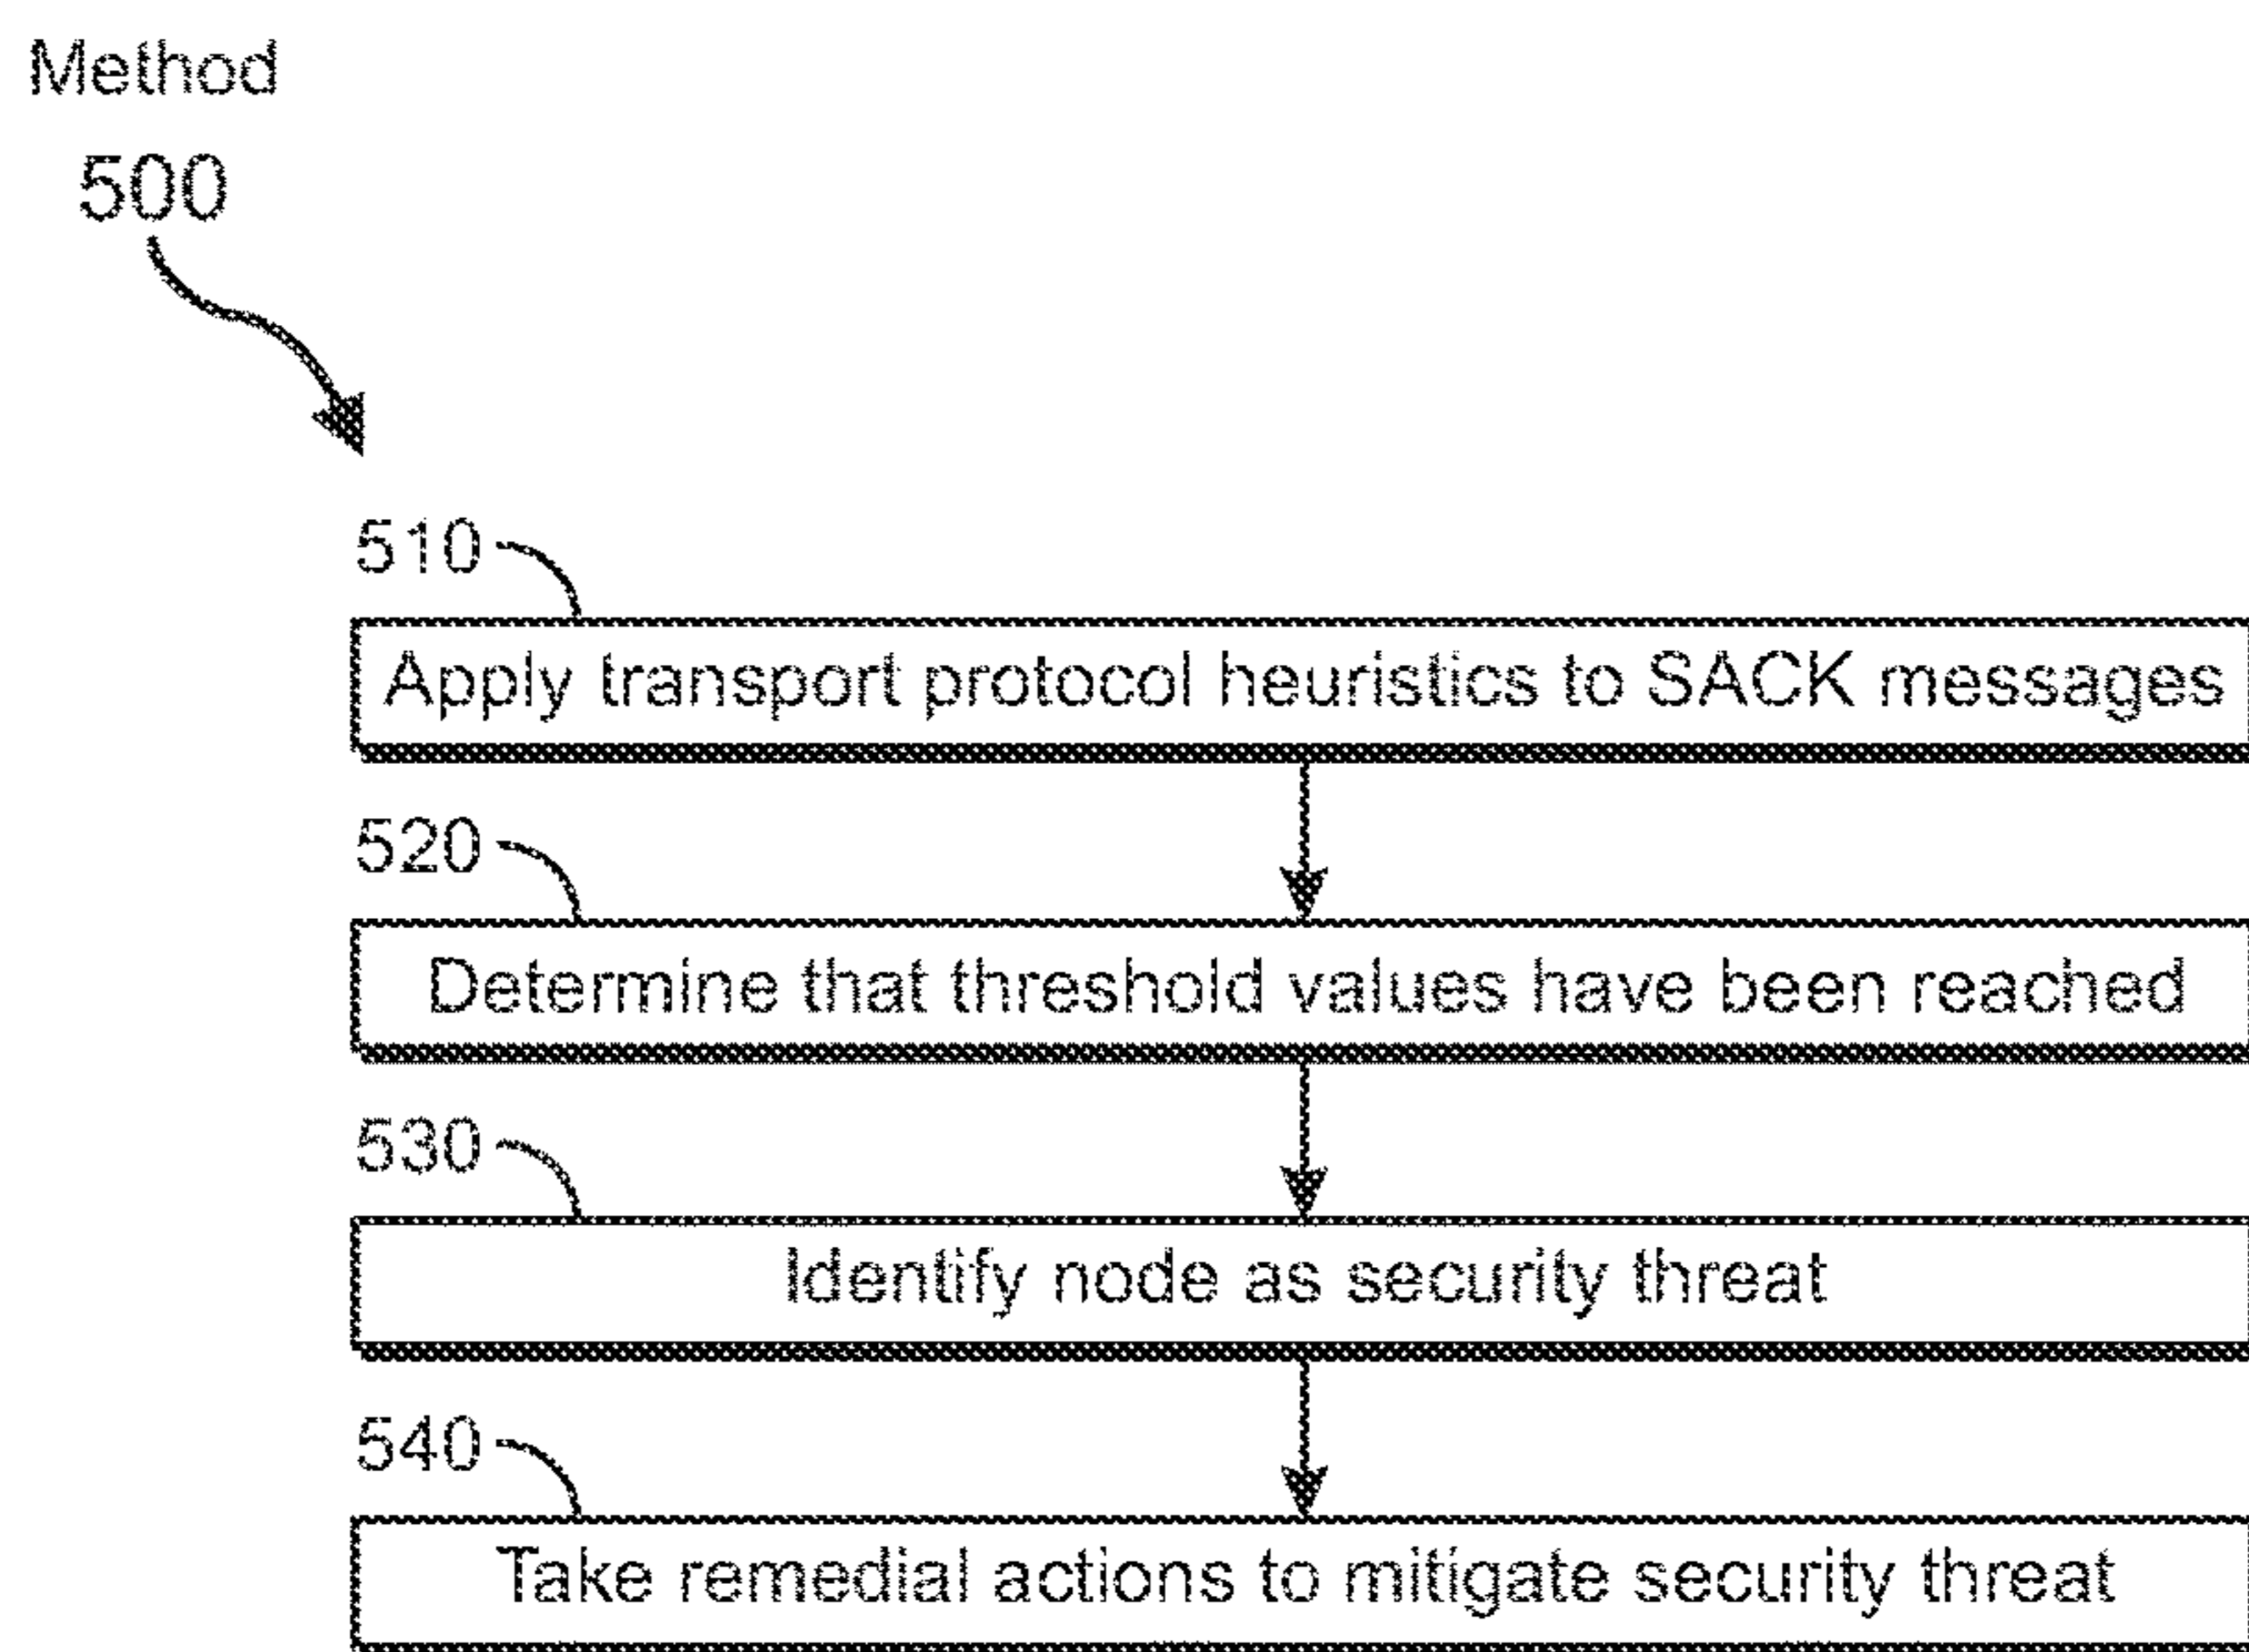 Method
500
510
Apply transport protocol heuristics to SACK messages
520
Determine that threshold values have been reached
530
Identify node as security threat
540
Take remedial actions to mitigate security threat